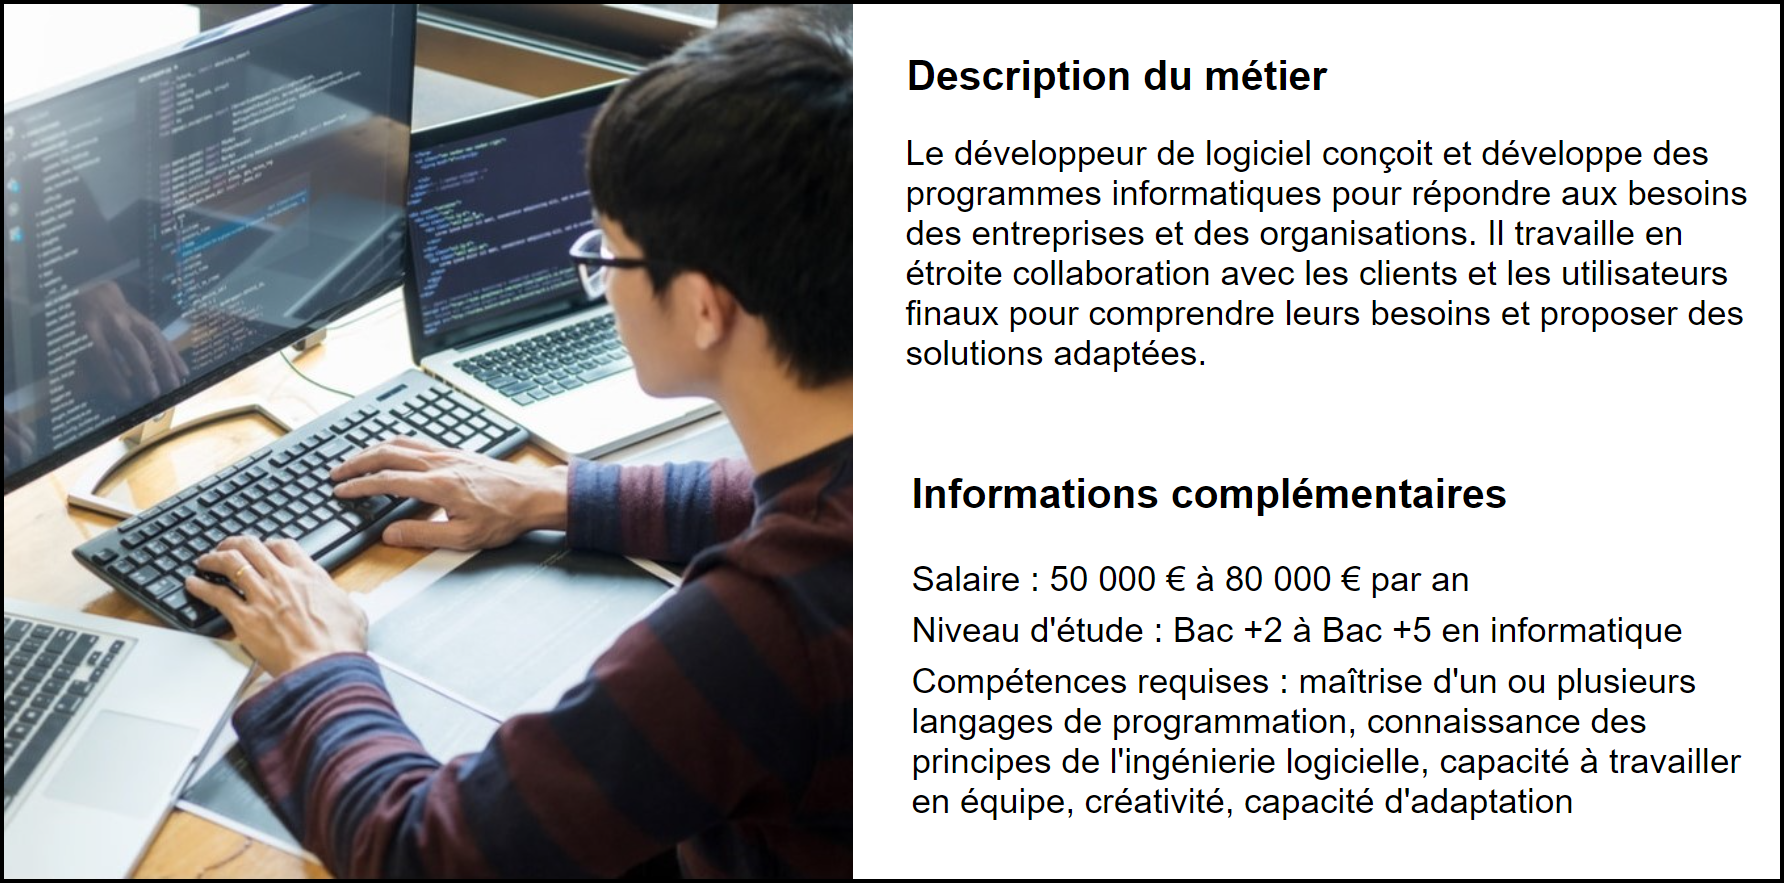 Description du métier
Le développeur de logiciel conçoit et développe des
programmes informatiques pour répondre aux besoins
des entreprises et des organisations. Il travaille en
étroite collaboration avec les clients et les utilisateurs
finaux pour comprendre leurs besoins et proposer des
solutions adaptées.
Informations complémentaires
Salaire : 50 000 € à 80 000 € par an
Niveau d'étude : Bac +2 à Bac +5 en informatique
Compétences requises : maîtrise d'un ou plusieurs
langages de programmation, connaissance des
principes de l'ingénierie logicielle, capacité à travailler
en équipe, créativité, capacité d'adaptation